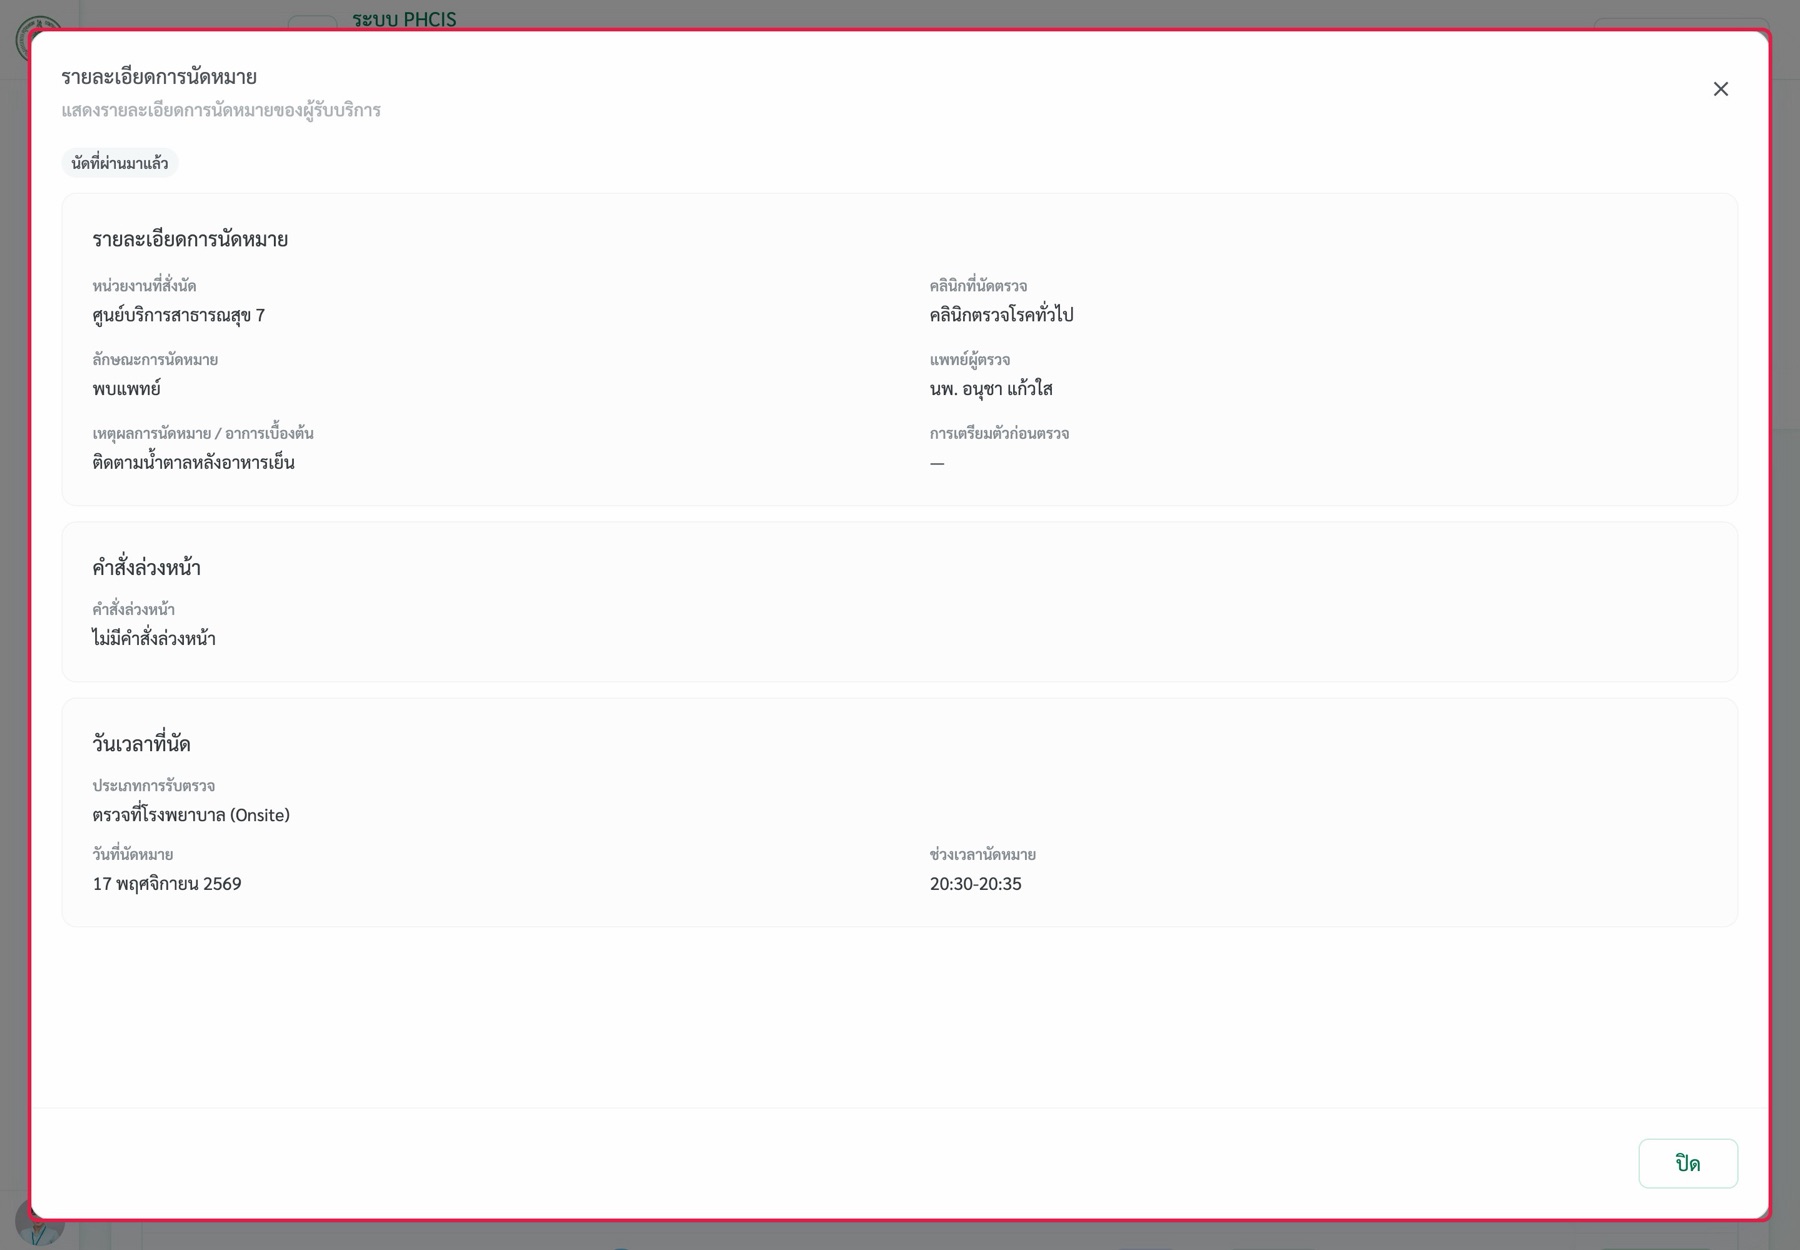 ระบบ PHCIS
รายละเอียดการนัดหมาย
แสดงรายละเอียดการนัดหมายของผู้รับบริการ
นัดที่ผ่านมาแล้ว
รายละเอียดการนัดหมาย
หน่วยงานที่สั่งนัด
ศูนย์บริการสาธารณสุข 7
คลินิกที่นัดตรวจ
คลินิกตรวจโรคทั่วไป
ลักษณะการนัดหมาย
พบแพทย์
แพทย์ผู้ตรวจ
นพ. อนุชา แก้วใส
เหตุผลการนัดหมาย / อาการเบื้องต้น
ติดตามน้ำตาลหลังอาหารเย็น
การเตรียมตัวก่อนตรวจ
—
คำสั่งล่วงหน้า
คำสั่งล่วงหน้า
ไม่มีคำสั่งล่วงหน้า
วันเวลาที่นัด
ประเภทการรับตรวจ
ตรวจที่โรงพยาบาล (Onsite)
วันที่นัดหมาย
17 พฤศจิกายน 2569
ช่วงเวลานัดหมาย
20:30-20:35
ปิด